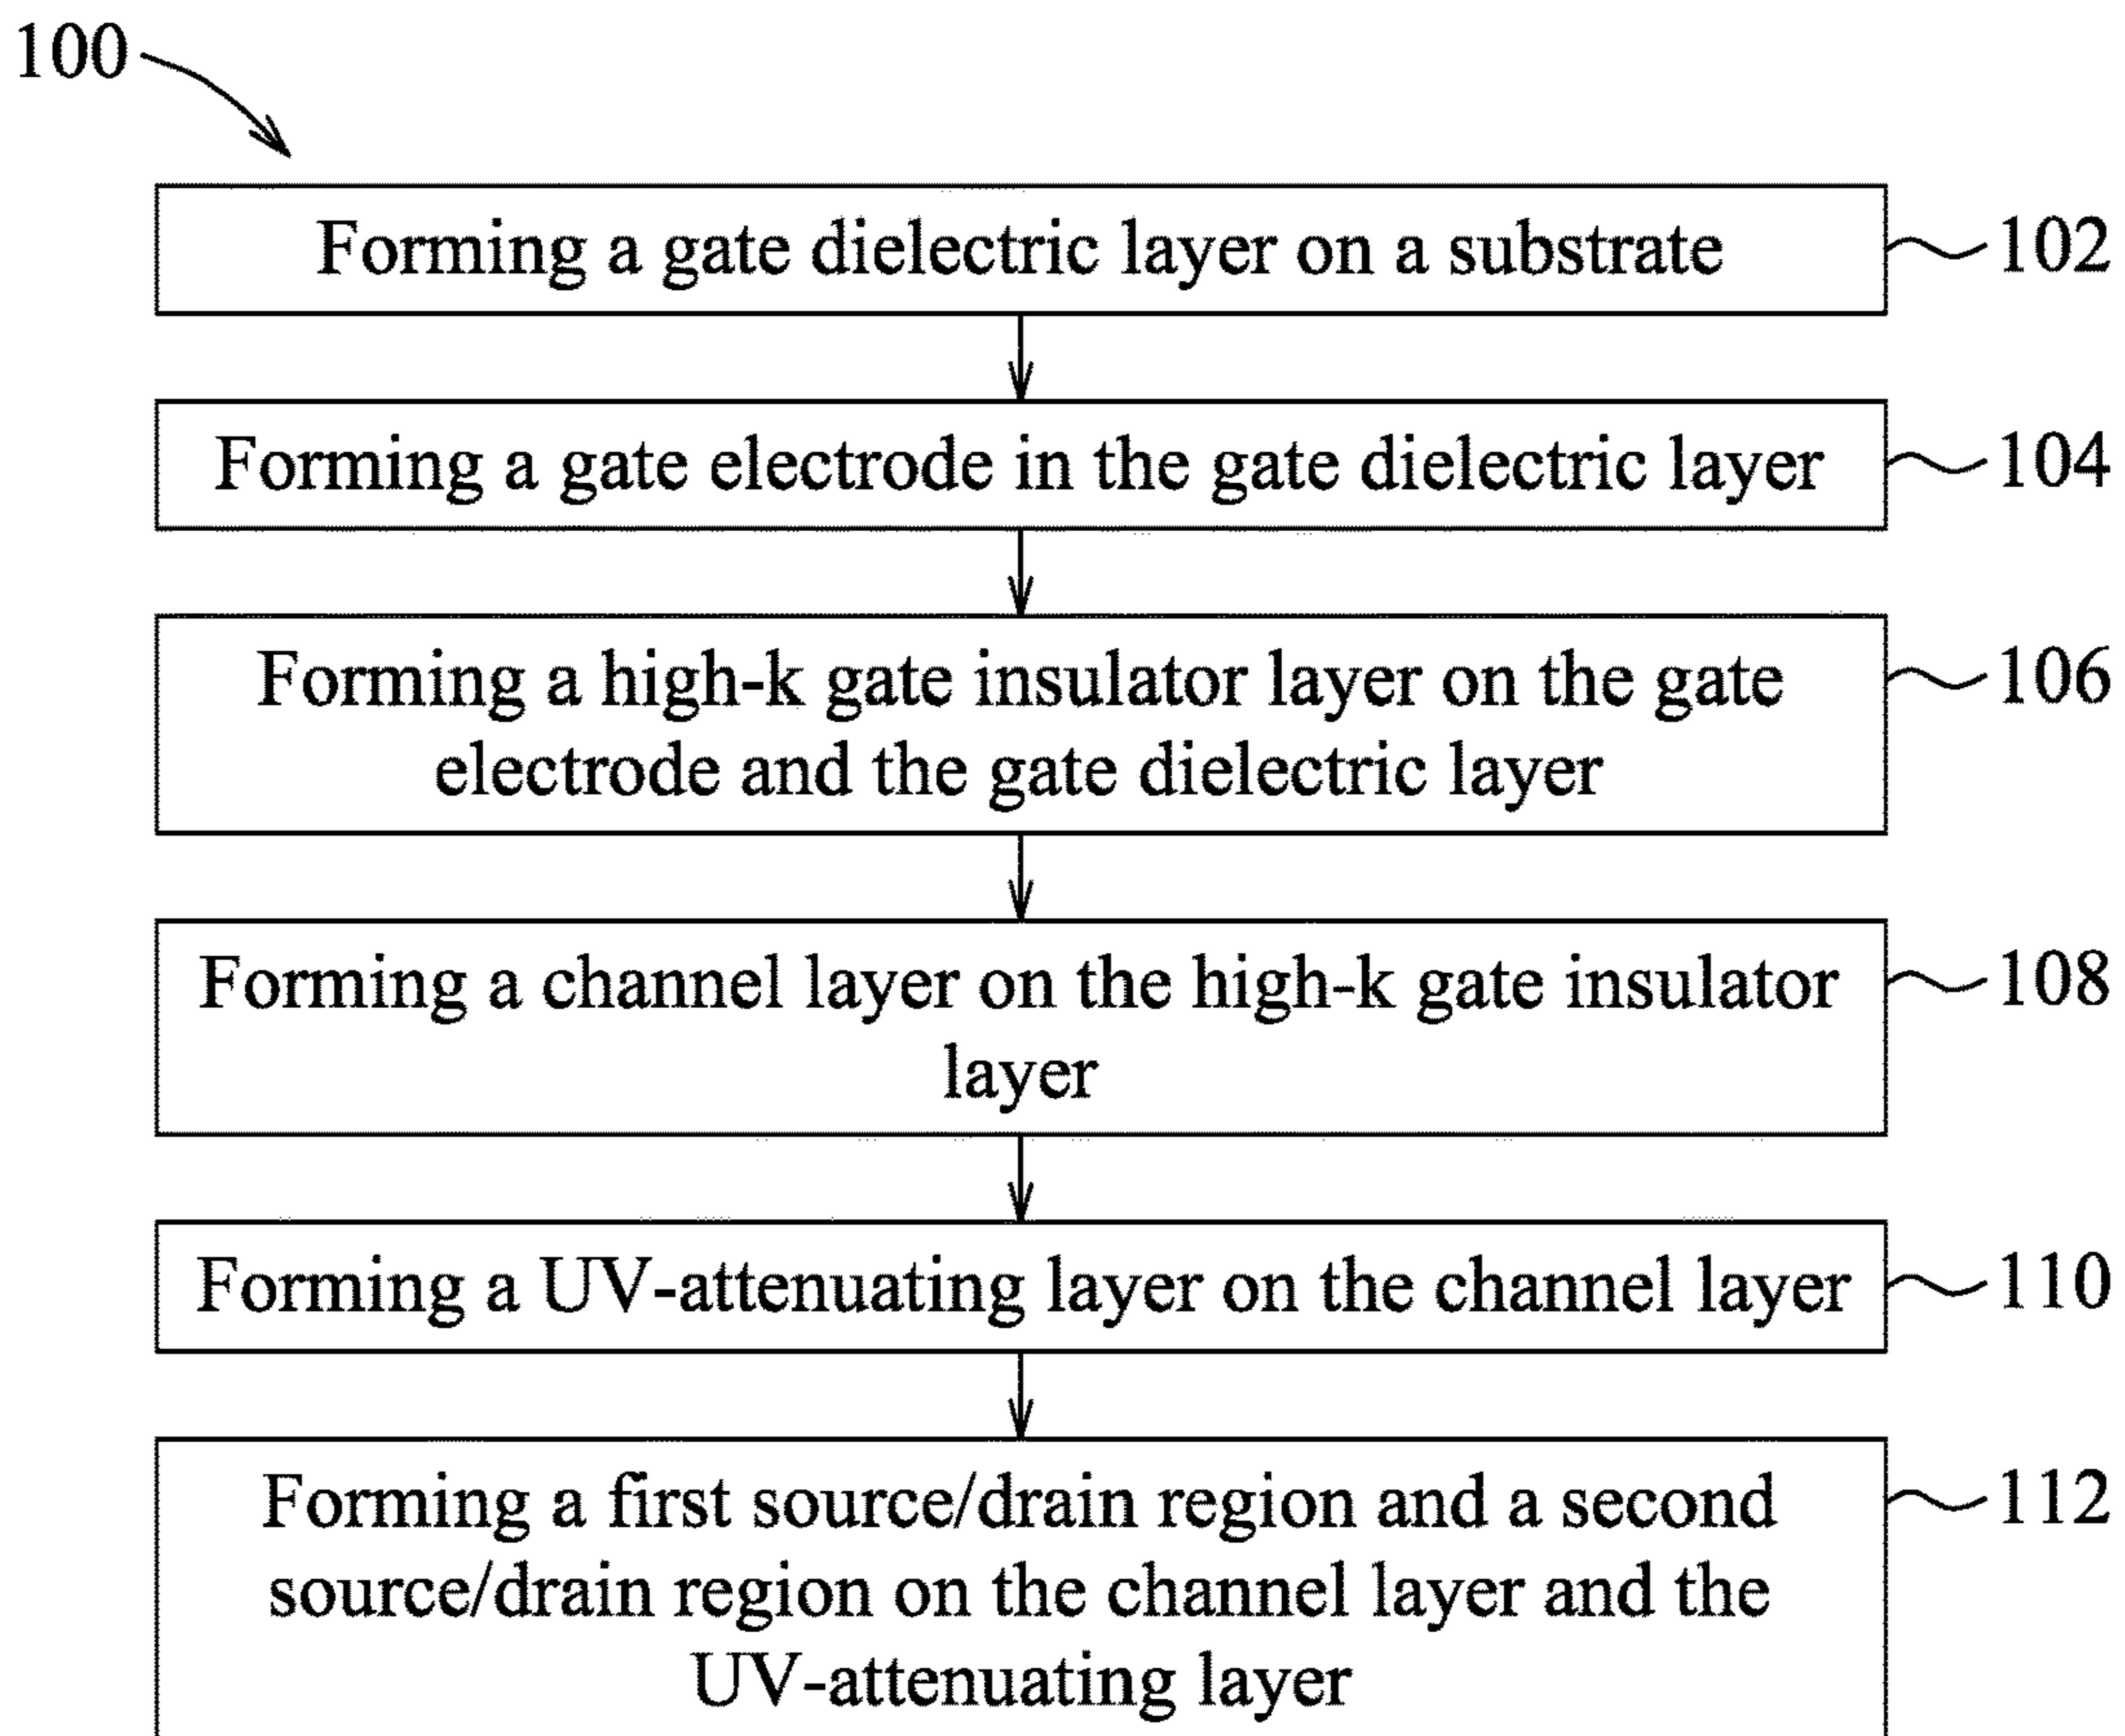 100
Forming a gate dielectric layer on a substrate
102
Forming a gate electrode in the gate dielectric layer
104
Forming a high-k gate insulator layer on the gate
electrode and the gate dielectric layer
106
Forming a channel layer on the high-k gate insulator
layer
108
Forming a UV-attenuating layer on the channel layer
110
Forming a first source/drain region and a second
source/drain region on the channel layer and the
UV-attenuating layer
112